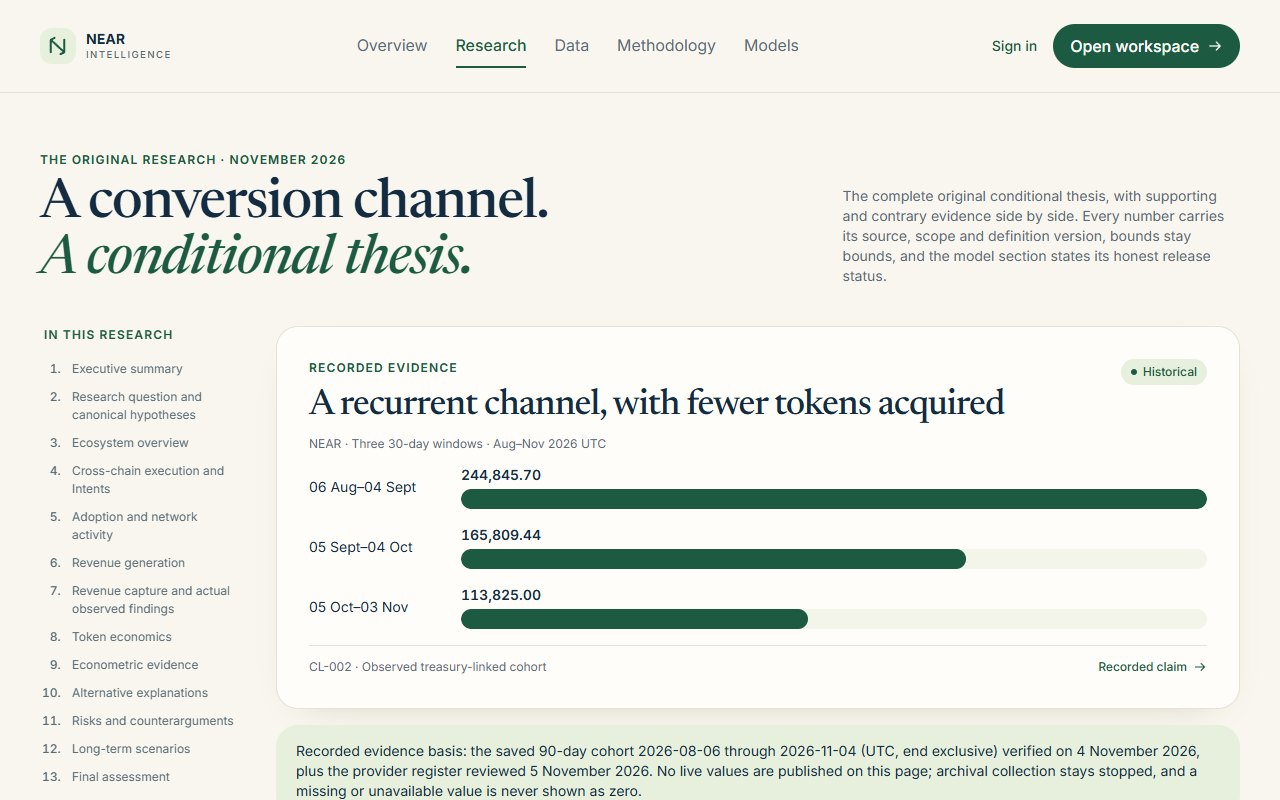 NEAR
INTELLIGENCE
Overview
Research
Data
Methodology
Models
Sign in
Open workspace →
THE ORIGINAL RESEARCH · NOVEMBER 2026
A conversion channel.
A conditional thesis.
The complete original conditional thesis, with supporting
and contrary evidence side by side. Every number carries
its source, scope and definition version, bounds stay
bounds, and the model section states its honest release
status.
IN THIS RESEARCH
1. Executive summary
2. Research question and
canonical hypotheses
3. Ecosystem overview
4. Cross-chain execution and
Intents
5. Adoption and network
activity
6. Revenue generation
7. Revenue capture and actual
observed findings
8. Token economics
9. Econometric evidence
10. Alternative explanations
11. Risks and counterarguments
12. Long-term scenarios
13. Final assessment
RECORDED EVIDENCE
Historical
A recurrent channel, with fewer tokens acquired
NEAR · Three 30-day windows · Aug–Nov 2026 UTC
06 Aug–04 Sept
244,845.70
05 Sept–04 Oct
165,809.44
05 Oct–03 Nov
113,825.00
CL-002 · Observed treasury-linked cohort
Recorded claim →
Recorded evidence basis: the saved 90-day cohort 2026-08-06 through 2026-11-04 (UTC, end exclusive) verified on 4 November 2026,
plus the provider register reviewed 5 November 2026. No live values are published on this page; archival collection stays stopped, and a
missing or unavailable value is never shown as zero.